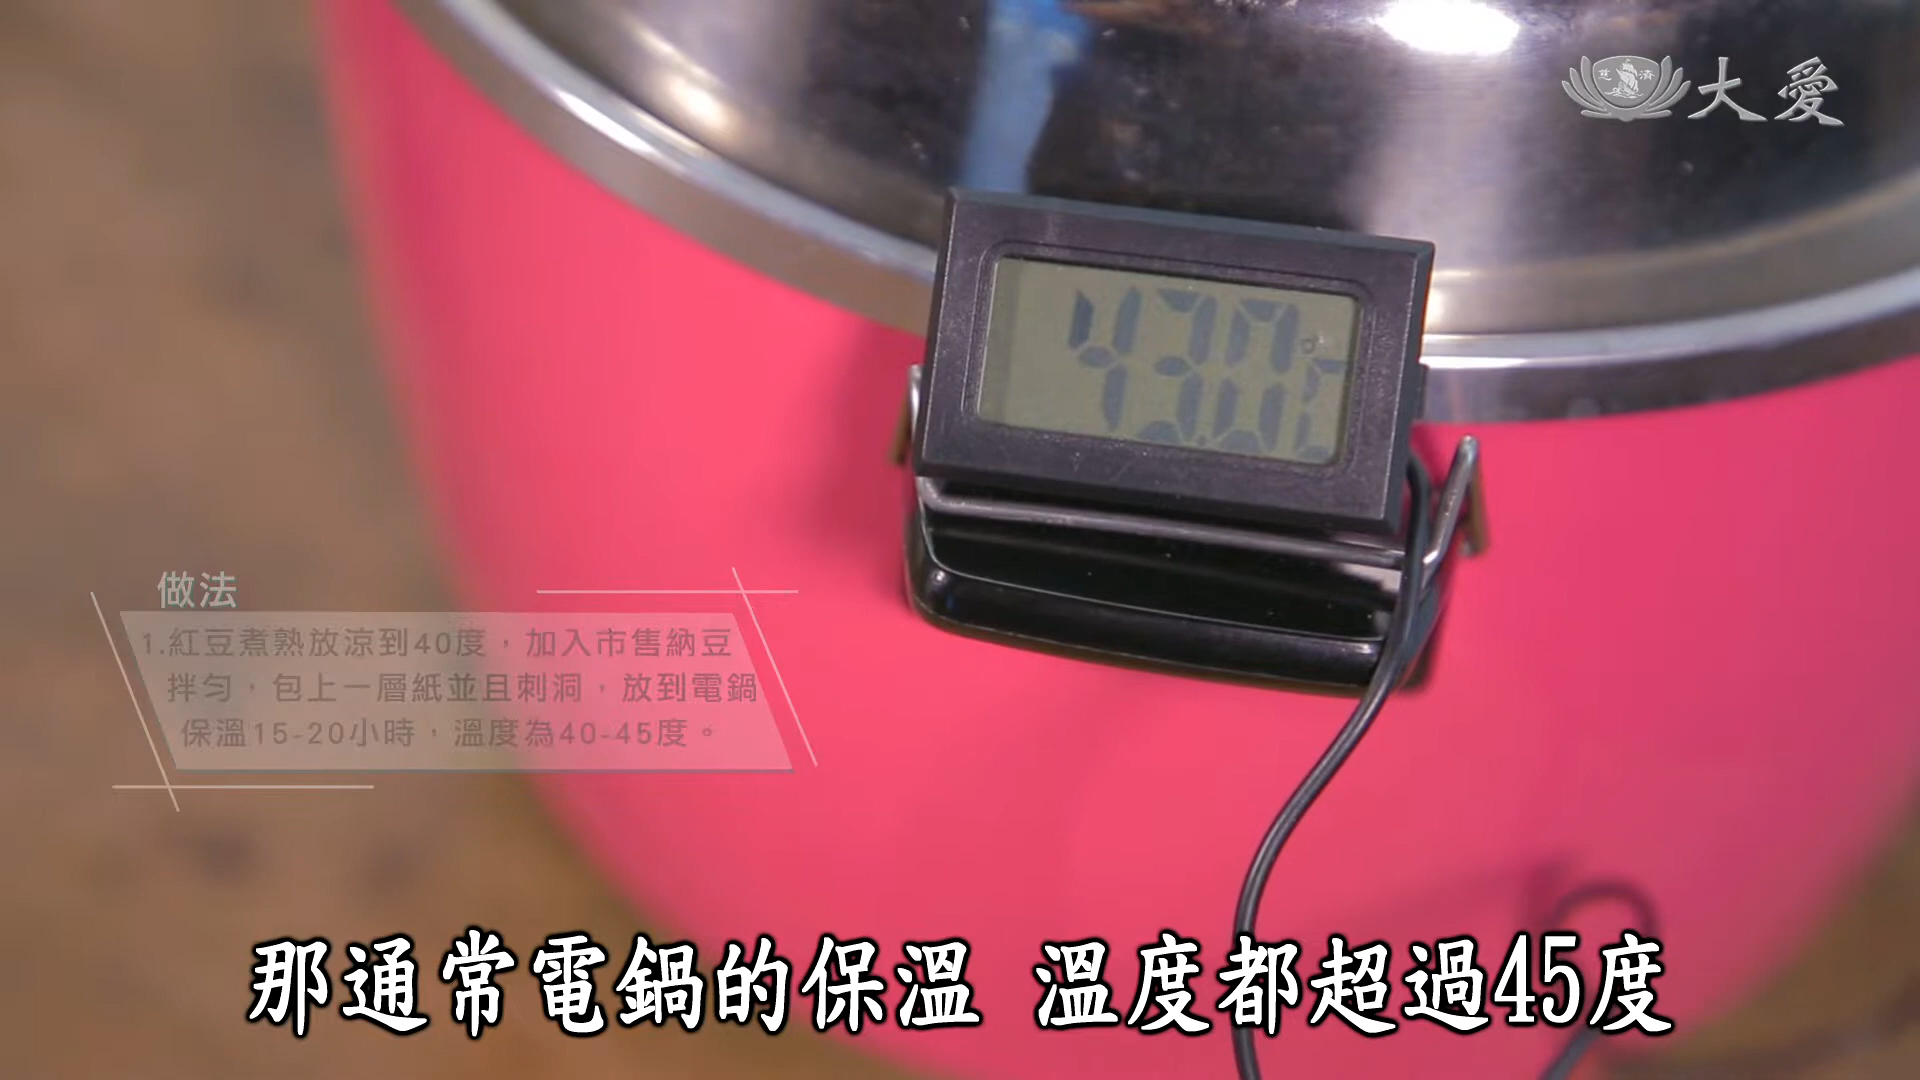 慈濟
大愛
43.0°C
做法
1.紅豆煮熟放涼到40度，加入市售納豆
拌勻，包上一層紙並且刺洞，放到電鍋
保溫15-20小時，溫度為40-45度。
那通常電鍋的保溫 溫度都超過45度